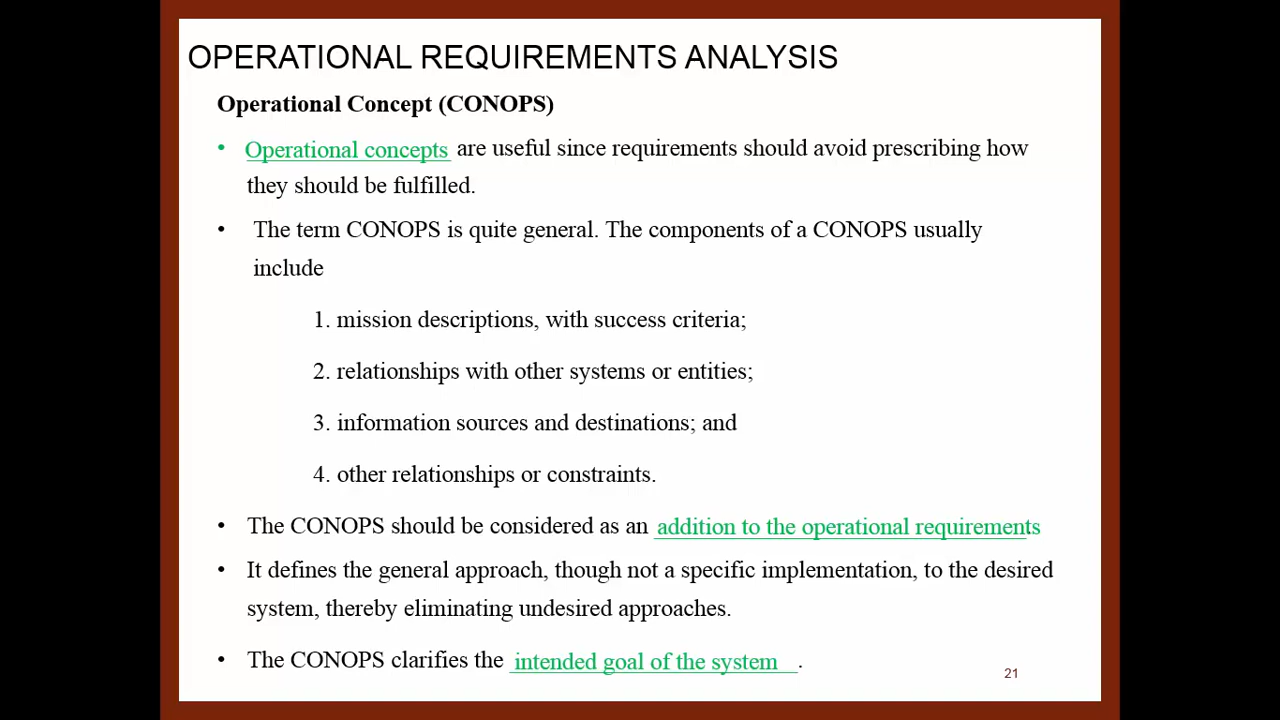 OPERATIONAL REQUIREMENTS ANALYSIS
Operational Concept (CONOPS)
• Operational concepts are useful since requirements should avoid prescribing how
they should be fulfilled.
• The term CONOPS is quite general. The components of a CONOPS usually
include
1. mission descriptions, with success criteria;
2. relationships with other systems or entities;
3. information sources and destinations; and
4. other relationships or constraints.
• The CONOPS should be considered as an addition to the operational requirements
• It defines the general approach, though not a specific implementation, to the desired
system, thereby eliminating undesired approaches.
• The CONOPS clarifies the intended goal of the system .
21